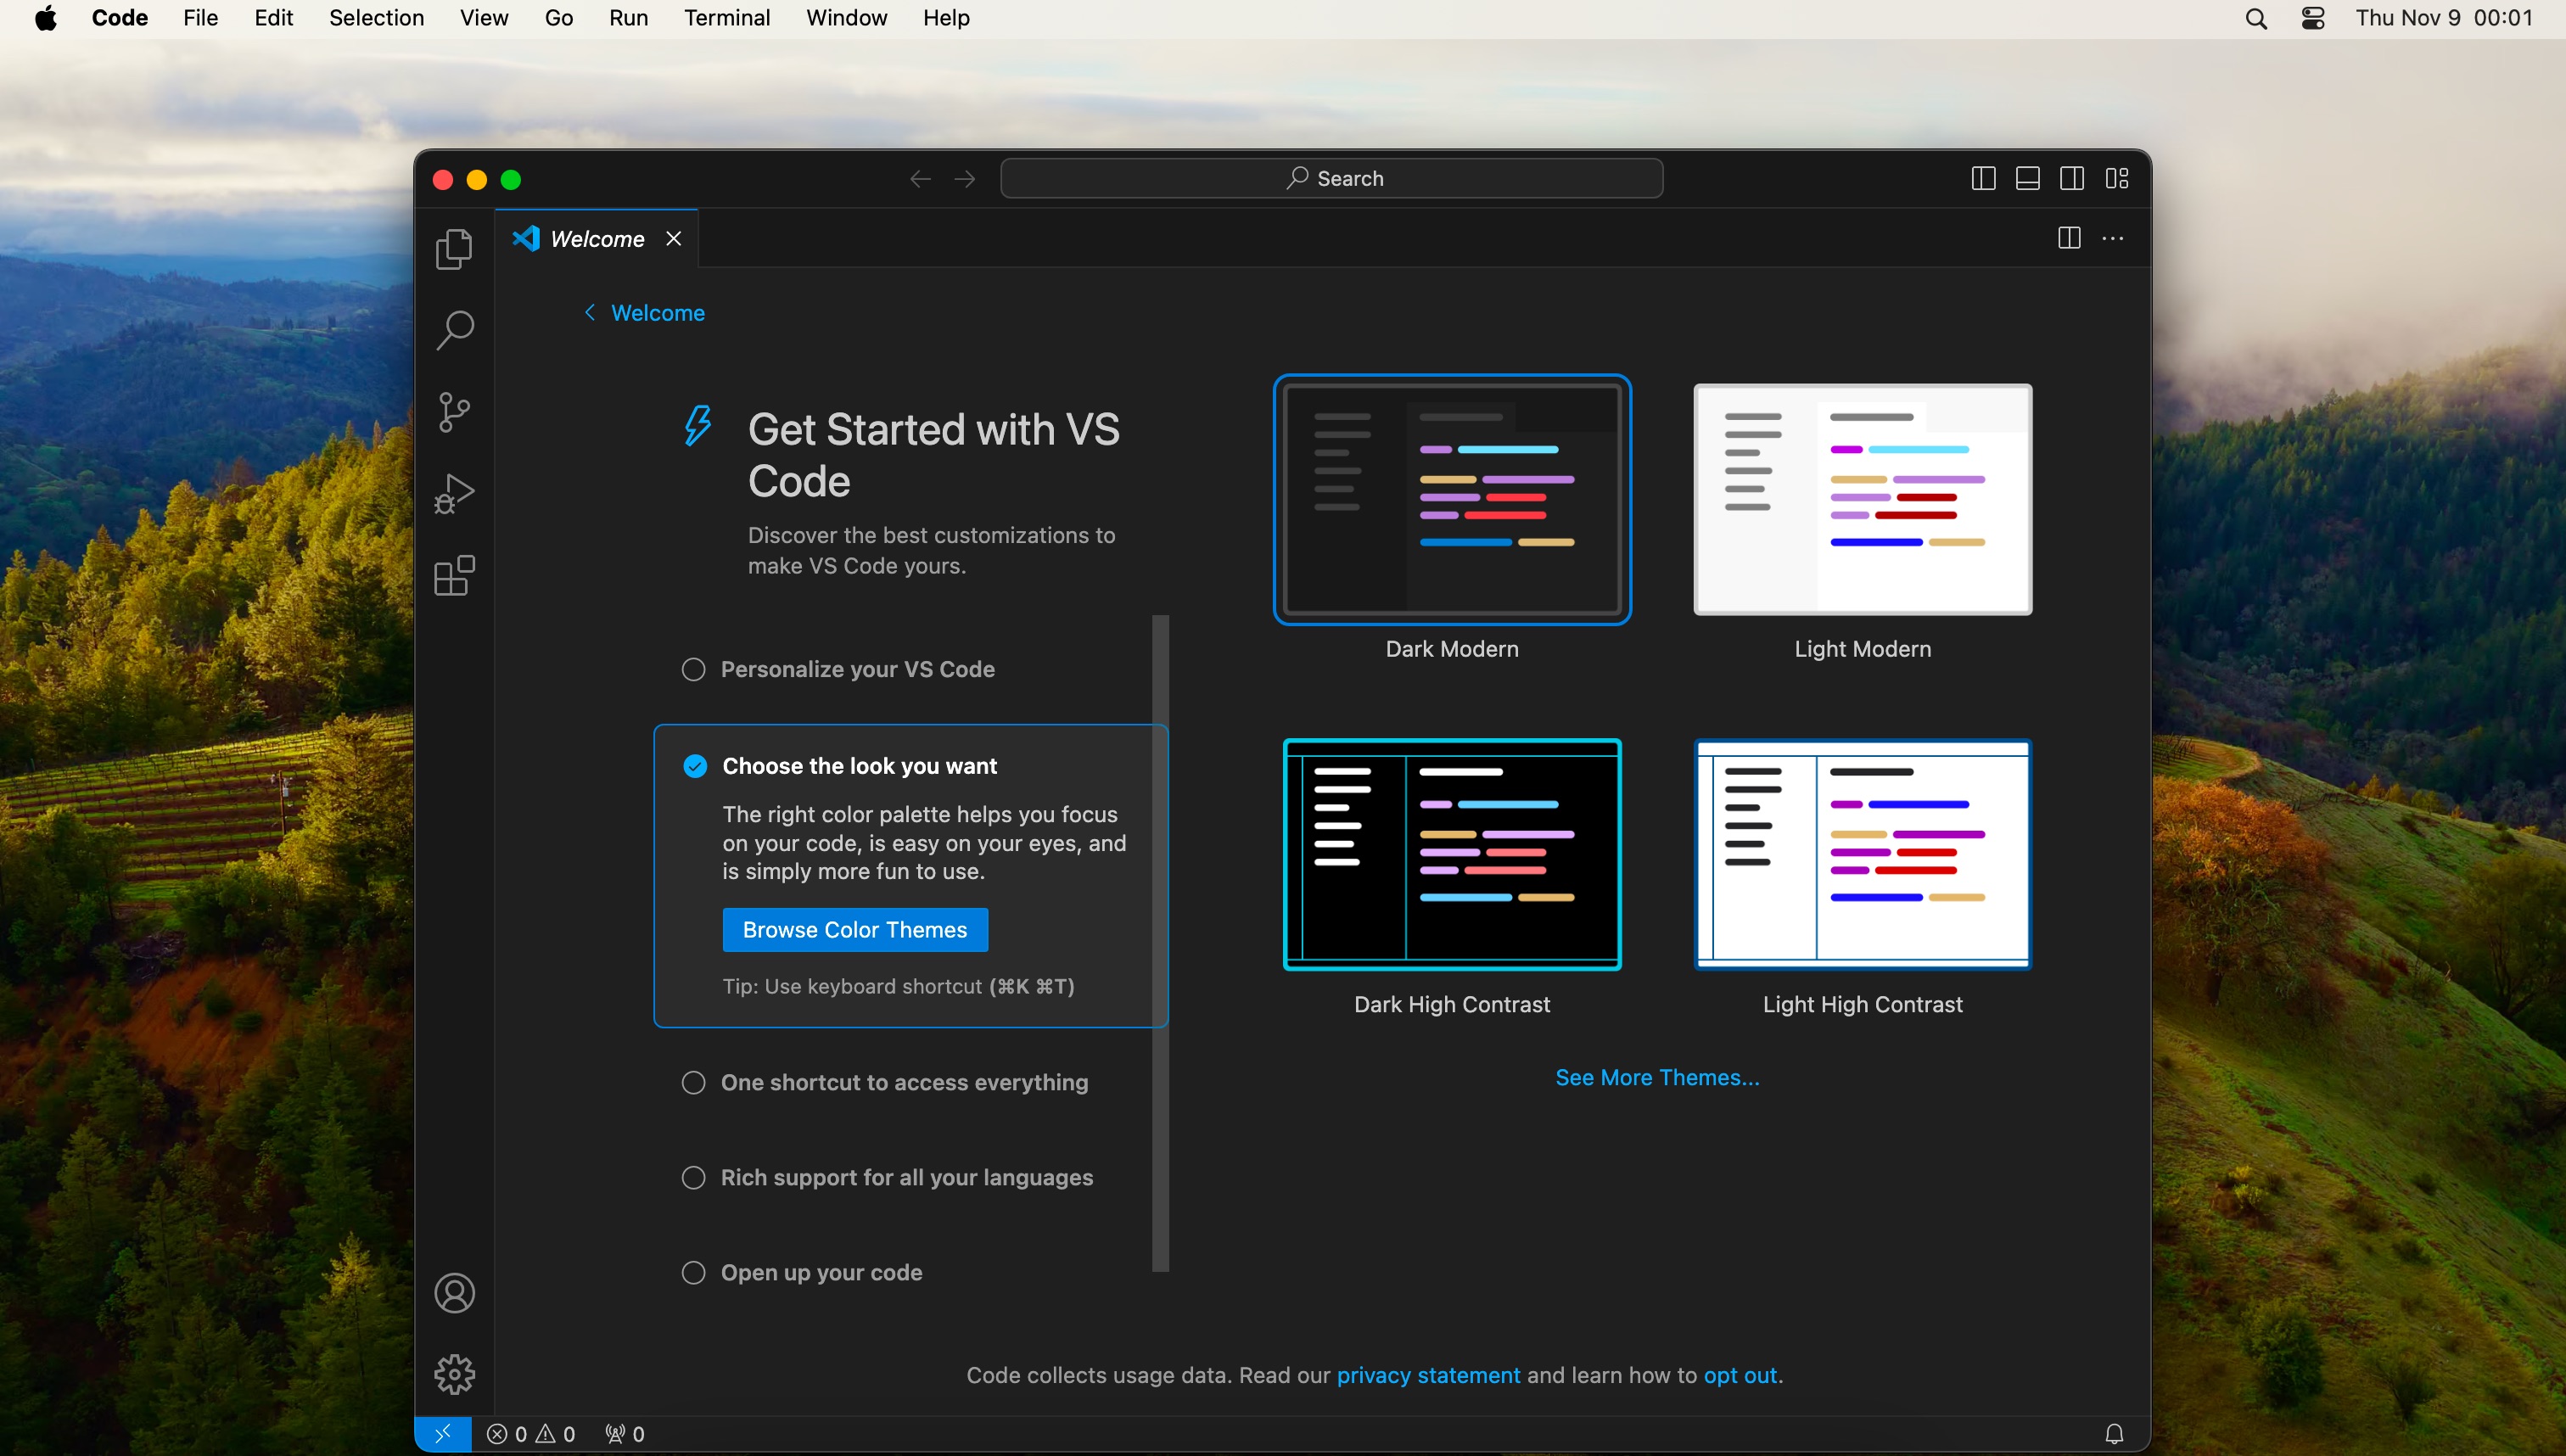 Code File Edit Selection View Go Run Terminal Window Help Thu Nov 9 00:01
Search
Welcome
Welcome
Get Started with VS
Code
Discover the best customizations to
make VS Code yours.
Personalize your VS Code
Choose the look you want
The right color palette helps you focus
on your code, is easy on your eyes, and
is simply more fun to use.
Browse Color Themes
Tip: Use keyboard shortcut (⌘K ⌘T)
One shortcut to access everything
Rich support for all your languages
Open up your code
Dark Modern
Light Modern
Dark High Contrast
Light High Contrast
See More Themes...
Code collects usage data. Read our privacy statement and learn how to opt out.
0 0 0